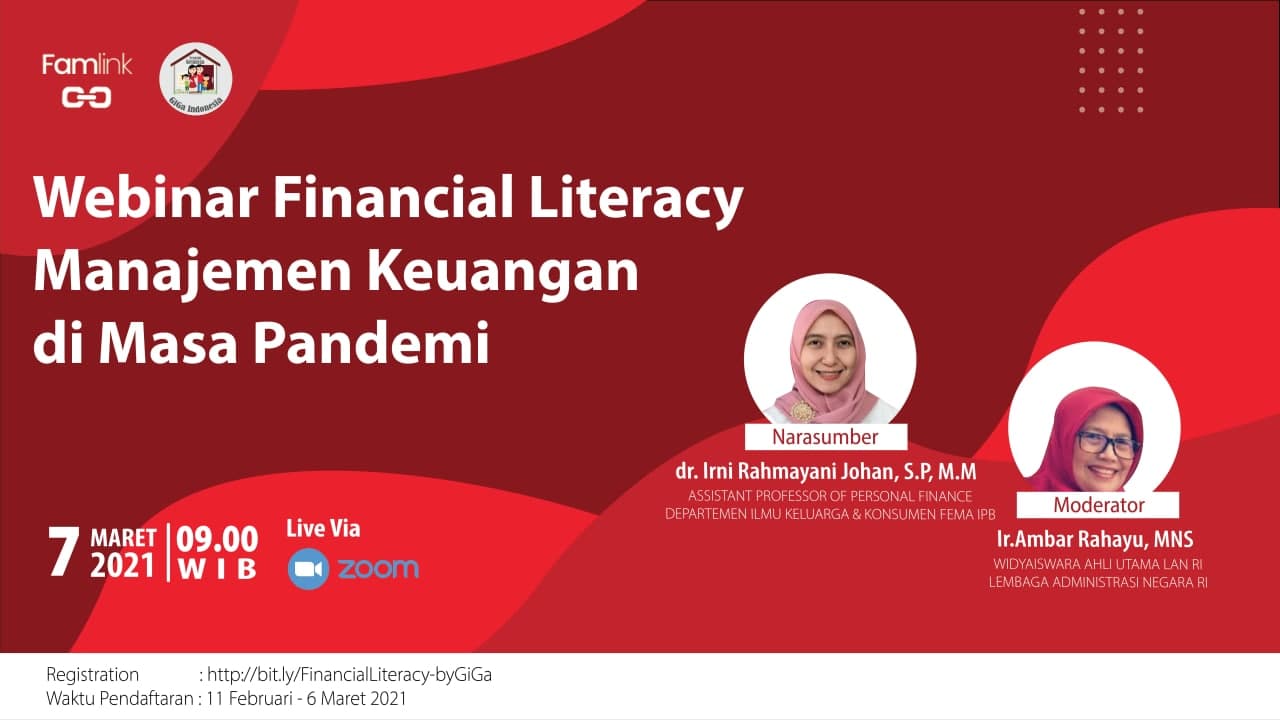 Famlink
GiGa Indonesia
Webinar Financial Literacy
Manajemen Keuangan
di Masa Pandemi
Narasumber
dr. Irni Rahmayani Johan, S.P, M.M
ASSISTANT PROFESSOR OF PERSONAL FINANCE
DEPARTEMEN ILMU KELUARGA & KONSUMEN FEMA IPB
Moderator
Ir.Ambar Rahayu, MNS
WIDYAISWARA AHLI UTAMA LAN RI
LEMBAGA ADMINISTRASI NEGARA RI
7 MARET 2021
09.00 WIB
Live Via
zoom
Registration : http://bit.ly/FinancialLiteracy-byGiGa
Waktu Pendaftaran : 11 Februari - 6 Maret 2021